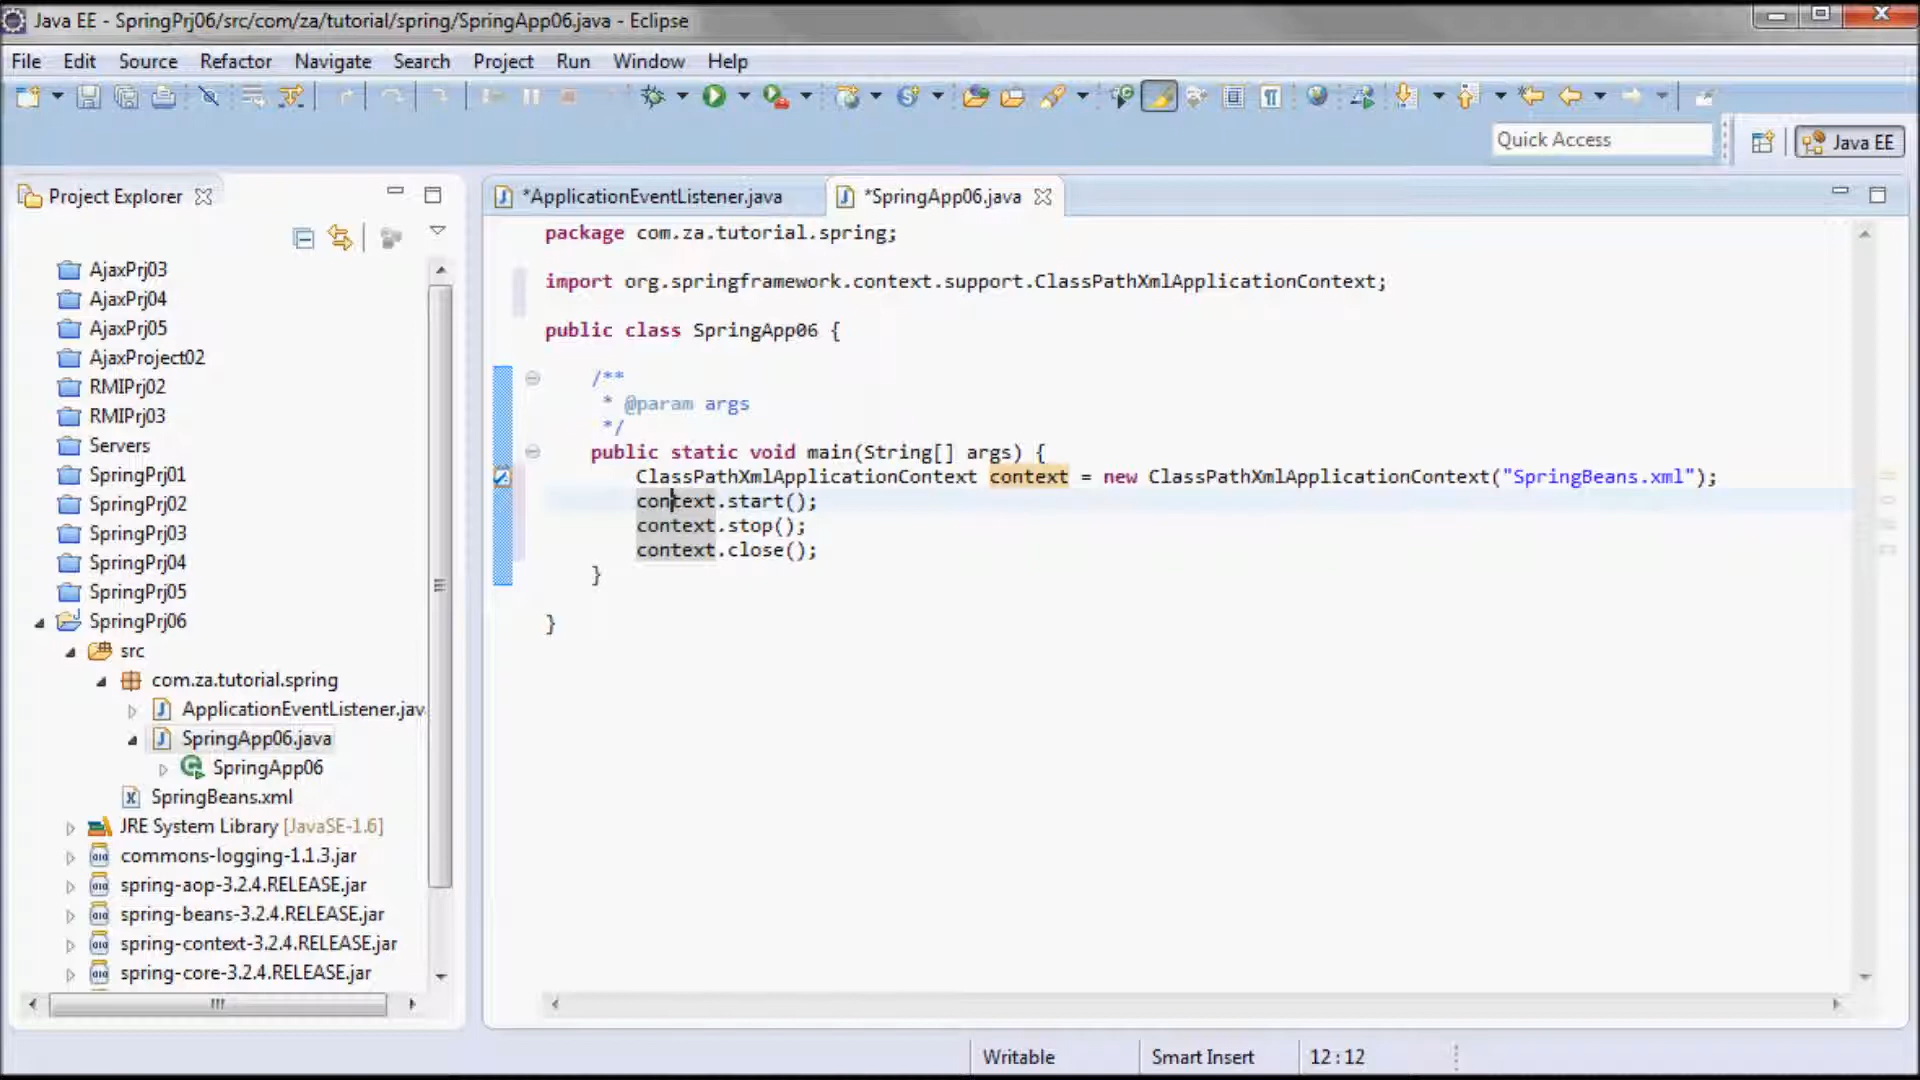 Java EE - SpringPrj06/src/com/za/tutorial/spring/SpringApp06.java - Eclipse
File Edit Source Refactor Navigate Search Project Run Window Help
Quick Access
Java EE
Project Explorer
AjaxPrj03
AjaxPrj04
AjaxPrj05
AjaxProject02
RMIPrj02
RMIPrj03
Servers
SpringPrj01
SpringPrj02
SpringPrj03
SpringPrj04
SpringPrj05
SpringPrj06
src
com.za.tutorial.spring
ApplicationEventListener.jav
SpringApp06.java
SpringApp06
SpringBeans.xml
JRE System Library [JavaSE-1.6]
commons-logging-1.1.3.jar
spring-aop-3.2.4.RELEASE.jar
spring-beans-3.2.4.RELEASE.jar
spring-context-3.2.4.RELEASE.jar
spring-core-3.2.4.RELEASE.jar
*ApplicationEventListener.java
*SpringApp06.java
package com.za.tutorial.spring;
import org.springframework.context.support.ClassPathXmlApplicationContext;
public class SpringApp06 {
/**
* @param args
*/
public static void main(String[] args) {
ClassPathXmlApplicationContext context = new ClassPathXmlApplicationContext("SpringBeans.xml");
context.start();
context.stop();
context.close();
}
}
Writable
Smart Insert
12 : 12